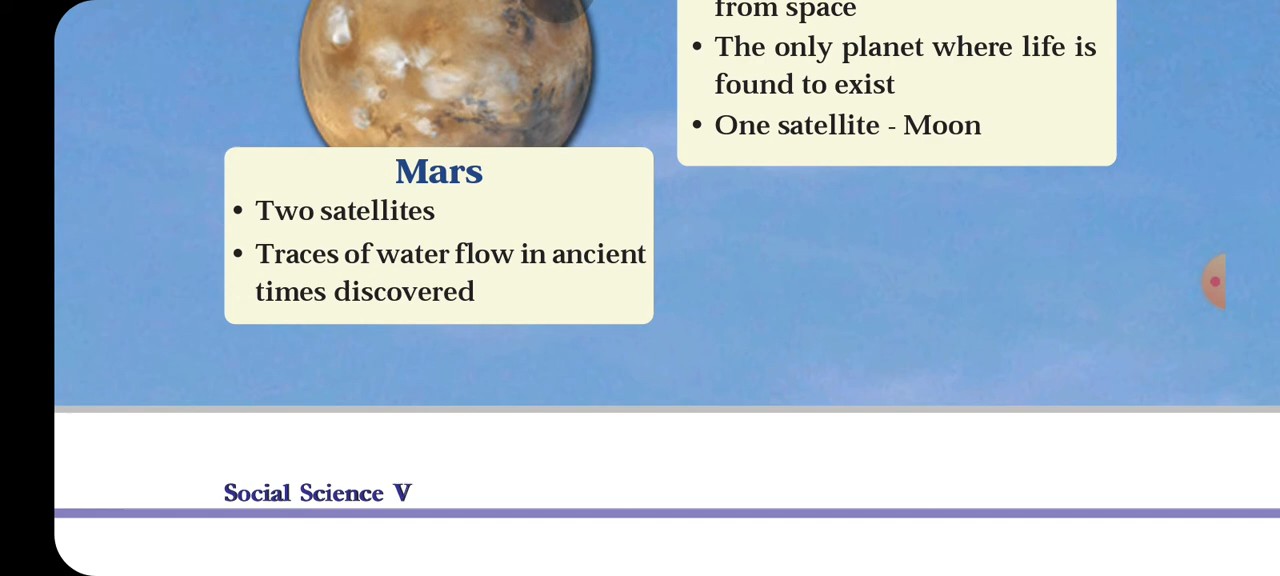 from space
• The only planet where life is
found to exist
• One satellite - Moon
Mars
• Two satellites
• Traces of water flow in ancient
times discovered
Social Science V